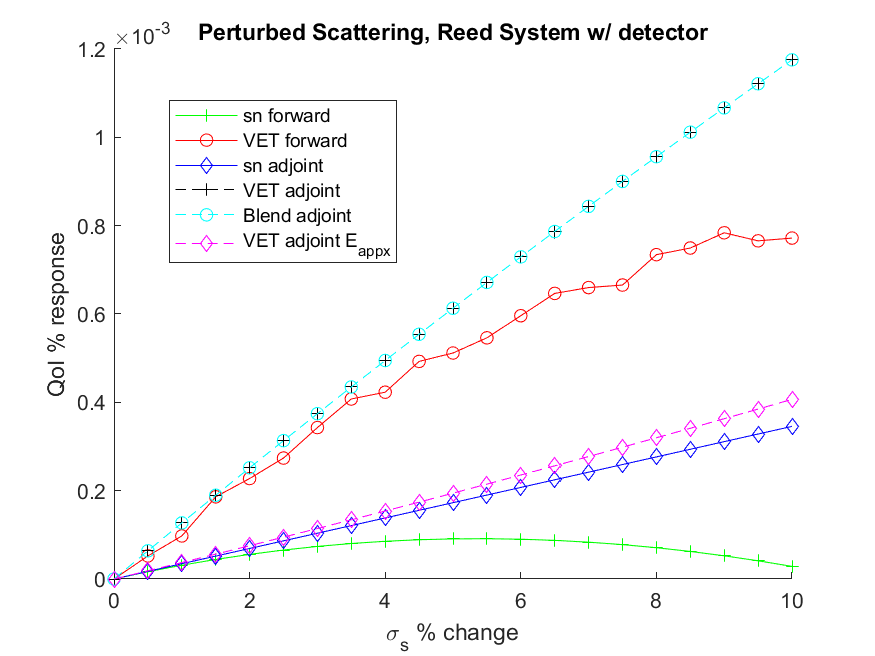 ×10-3
Perturbed Scattering, Reed System w/ detector
1.2
1
0.8
0.6
0.4
0.2
0
QoI % response
sn forward
VET forward
sn adjoint
VET adjoint
Blend adjoint
VET adjoint Eappx
0 2 4 6 8 10
σs % change